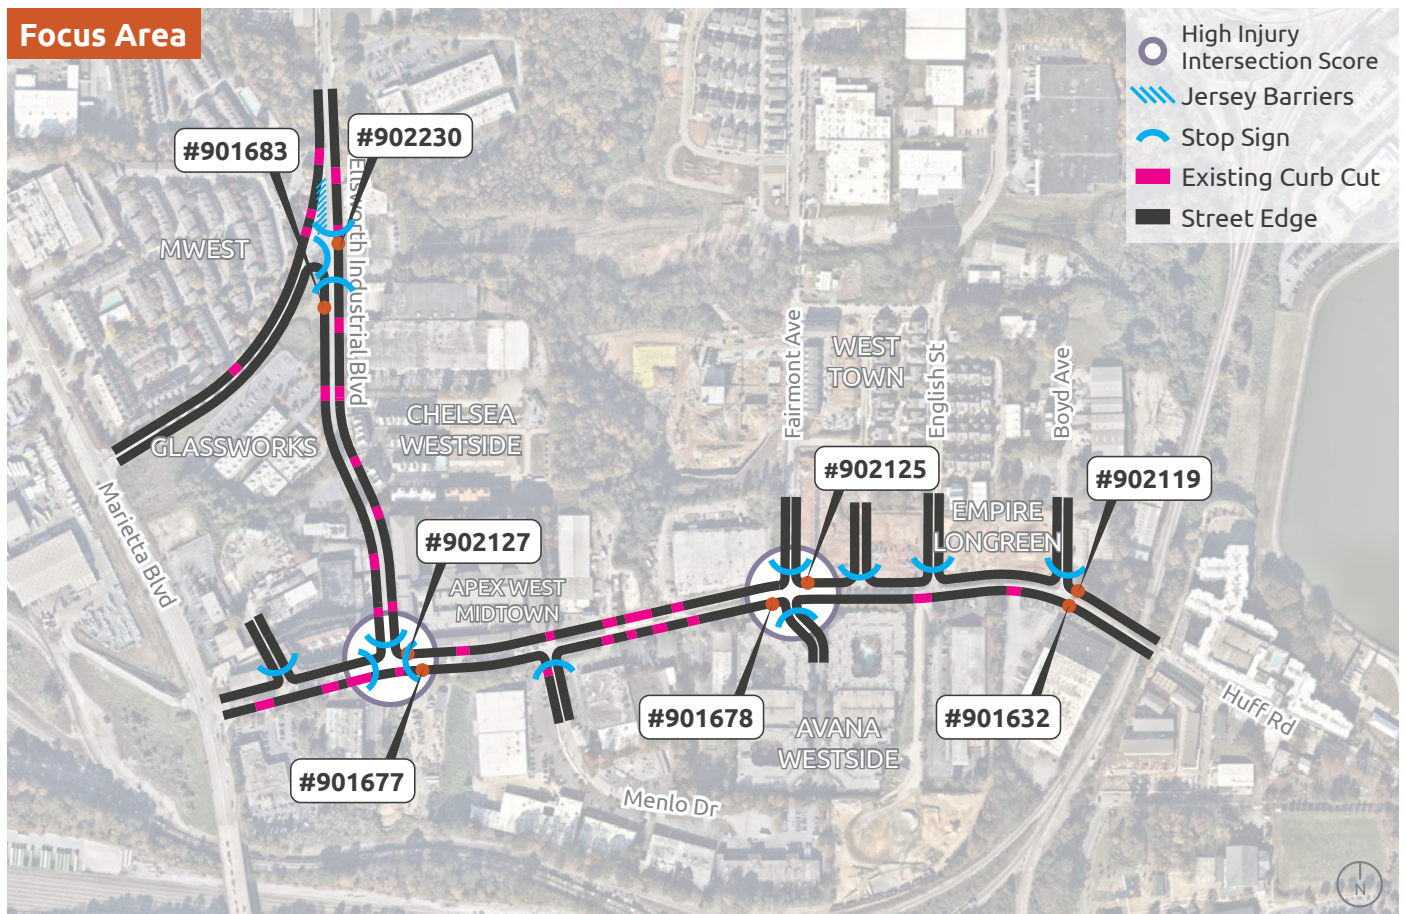 Focus Area
High Injury
Intersection Score
Jersey Barriers
Stop Sign
Existing Curb Cut
Street Edge
#901683
#902230
Ellsworth Industrial Blvd
MWEST
GLASSWORKS
CHELSEA
WESTSIDE
Marietta Blvd
Fairmont Ave
WEST
TOWN
English St
Boyd Ave
#902125
#902119
EMPIRE
LONGREEN
#902127
APEX WEST
MIDTOWN
#901677
#901678
#901632
AVANA
WESTSIDE
Menlo Dr
Huff Rd
N